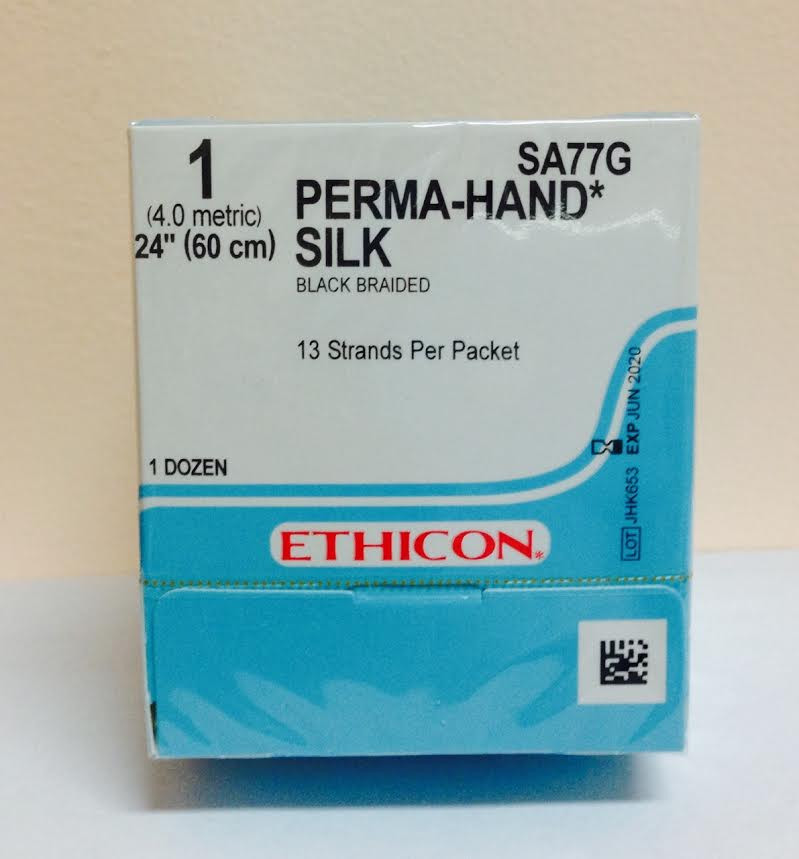 1
(4.0 metric)
24" (60 cm)
SA77G
PERMA-HAND*
SILK
BLACK BRAIDED
13 Strands Per Packet
1 DOZEN
EXP JUN 2020
LOT JHK653
ETHICON*